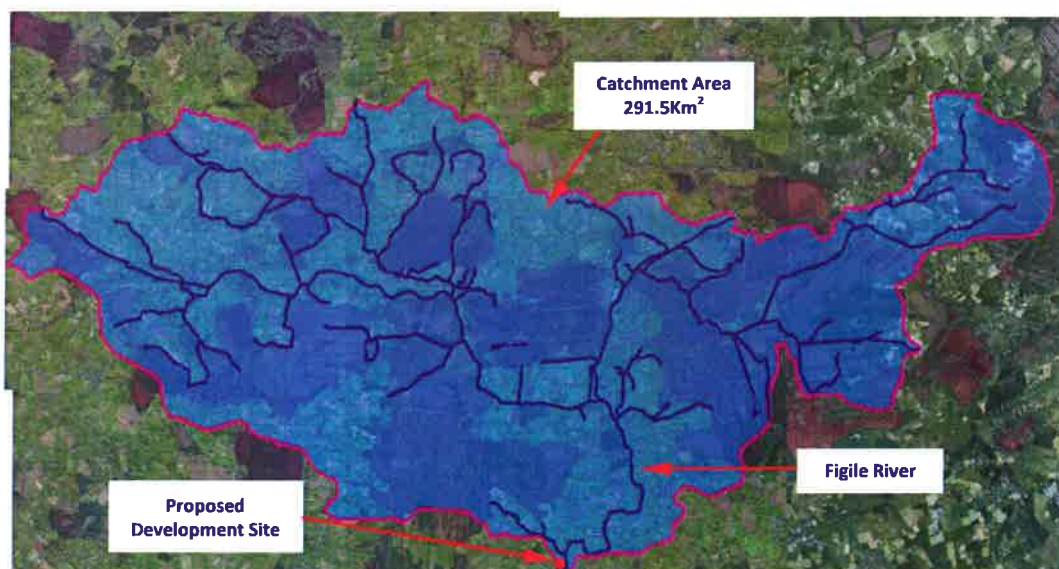 Catchment Area
291.5Km²
Figile River
Proposed
Development Site